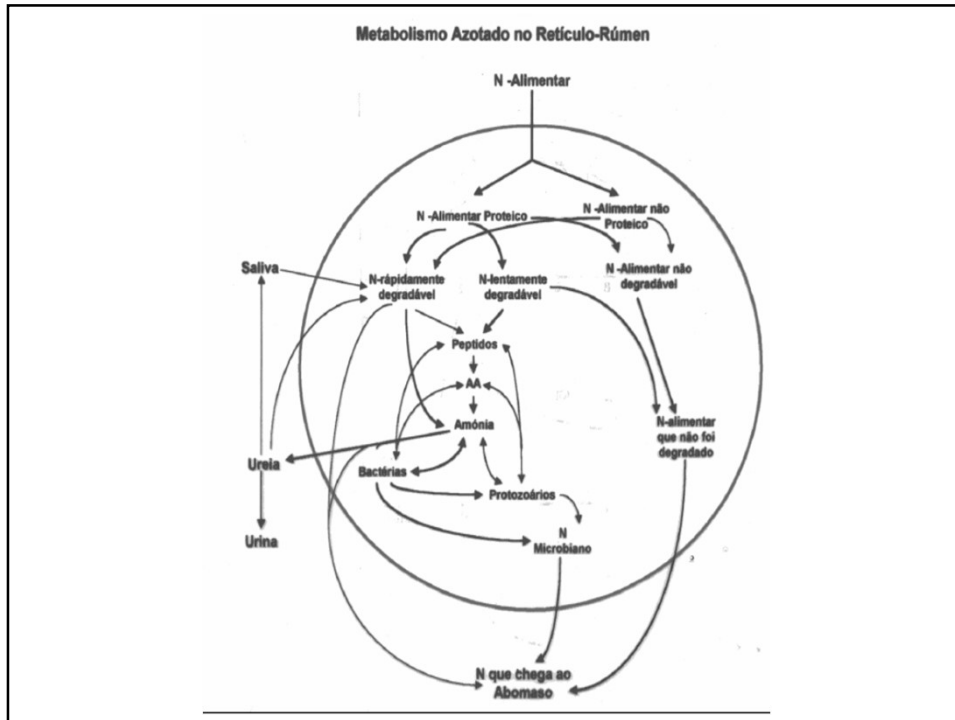 Metabolismo Azotado no Retículo-Rúmen
N -Alimentar
N -Alimentar Proteico
N -Alimentar não
Proteico
Saliva
N-rápidamente
degradável
N-lentamente
degradável
N -Alimentar não
degradável
Peptidos
AA
Amónia
N-alimentar
que não foi
degradado
Ureia
Bactérias
Protozoários
Urina
N
Microbiano
N que chega ao
Abomaso